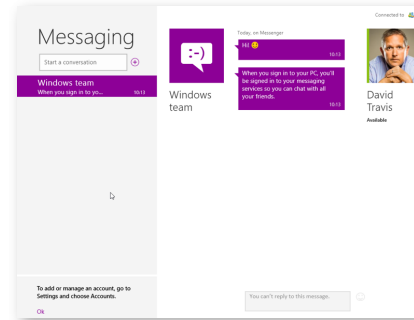 Connected to
Messaging
Start a conversation
Windows team
When you sign in to yo... 10:13
To add or manage an account, go to
Settings and choose Accounts.
Ok
:-)
Windows
team
Today, on Messenger
Hi!
10:13
When you sign in to your PC, you'll
be signed in to your messaging
services so you can chat with all
your friends.
10:13
You can't reply to this message.
David
Travis
Available